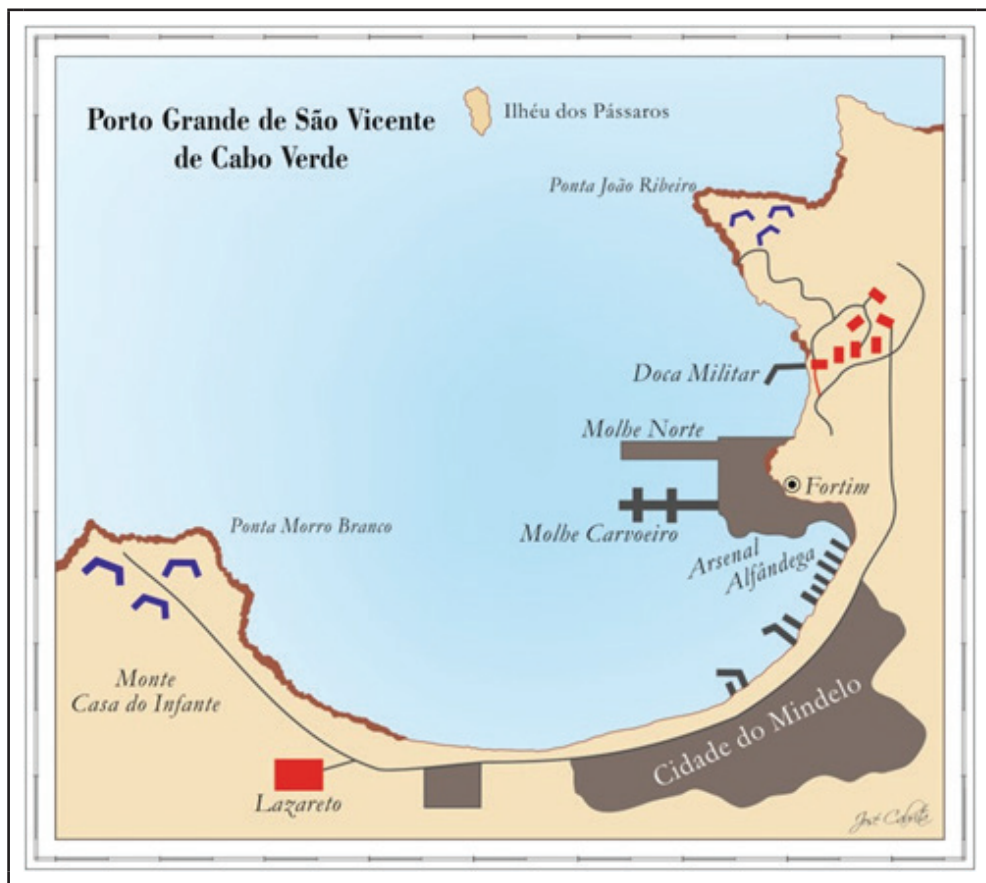 Porto Grande de São Vicente
de Cabo Verde
Ilhéu dos Pássaros
Ponta João Ribeiro
Doca Militar
Molhe Norte
Fortim
Molhe Carvoeiro
Arsenal
Alfândega
Ponta Morro Branco
Monte
Casa do Infante
Cidade do Mindelo
Lazareto
José